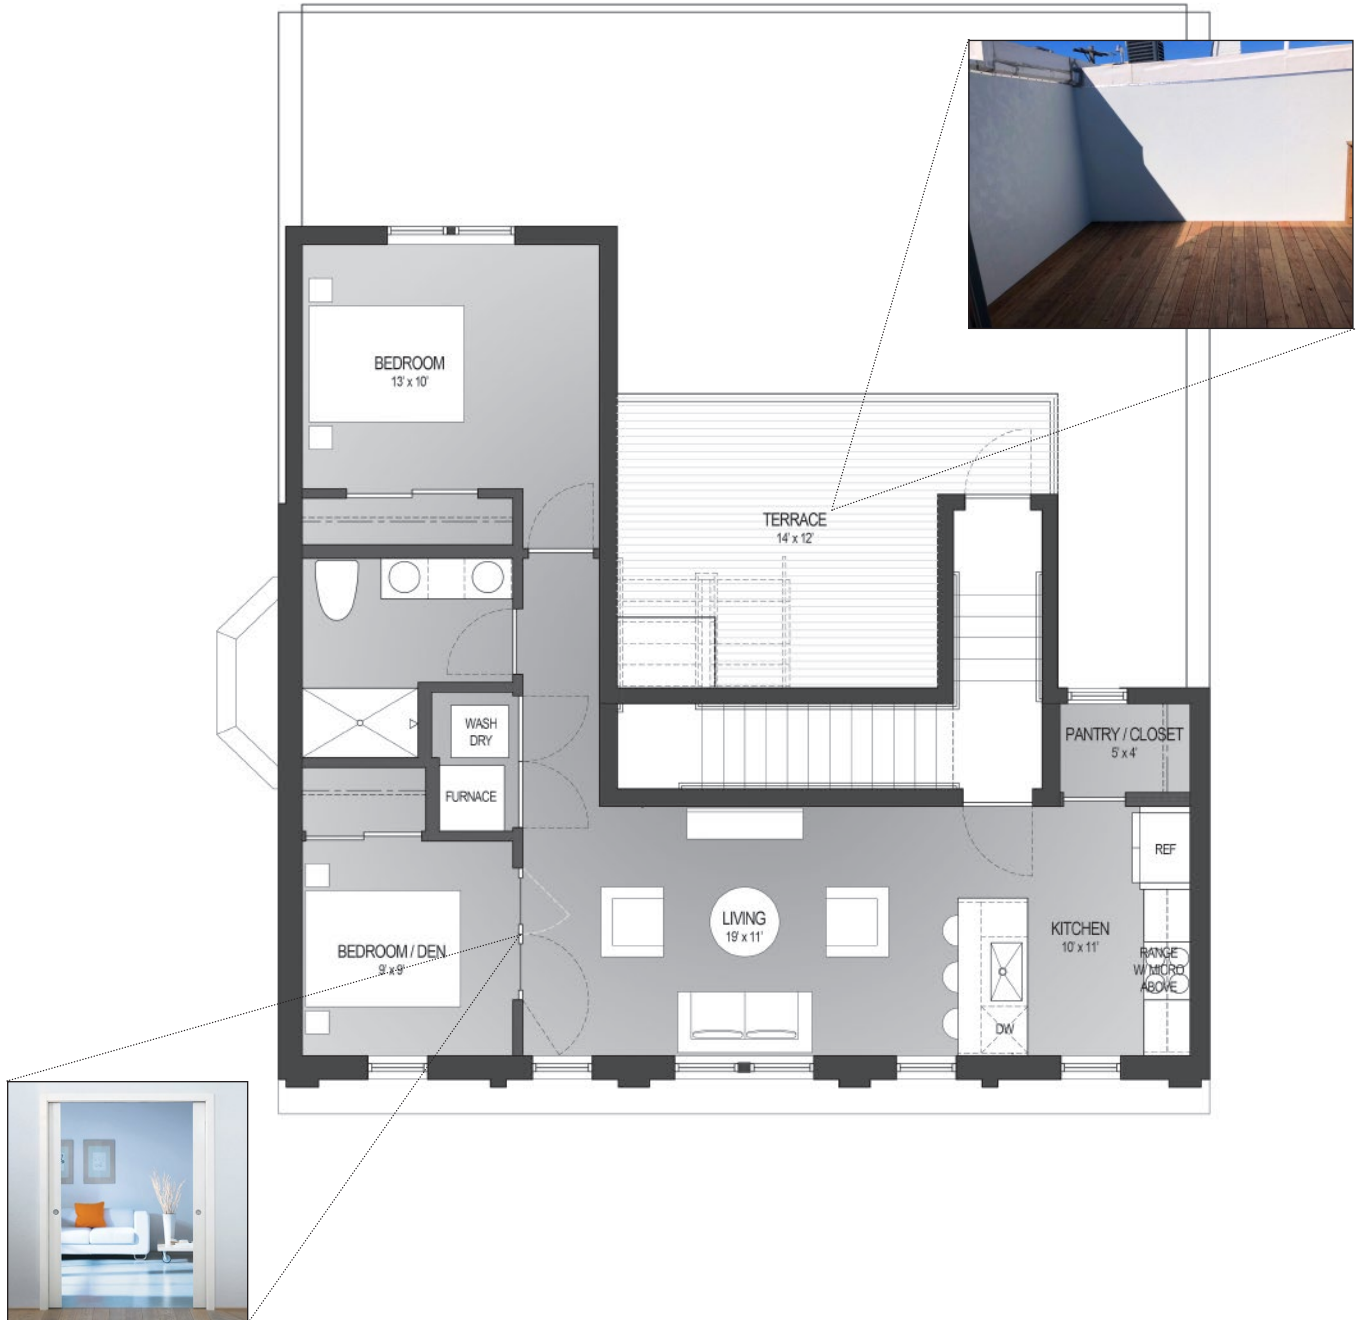 BEDROOM
13' x 10'
TERRACE
14' x 12'
WASH
DRY
PANTRY / CLOSET
5' x 4'
FURNACE
REF
LIVING
19' x 11'
KITCHEN
10' x 11'
BEDROOM / DEN
9' x 9'
RANGE
W/ MICRO
ABOVE
DW